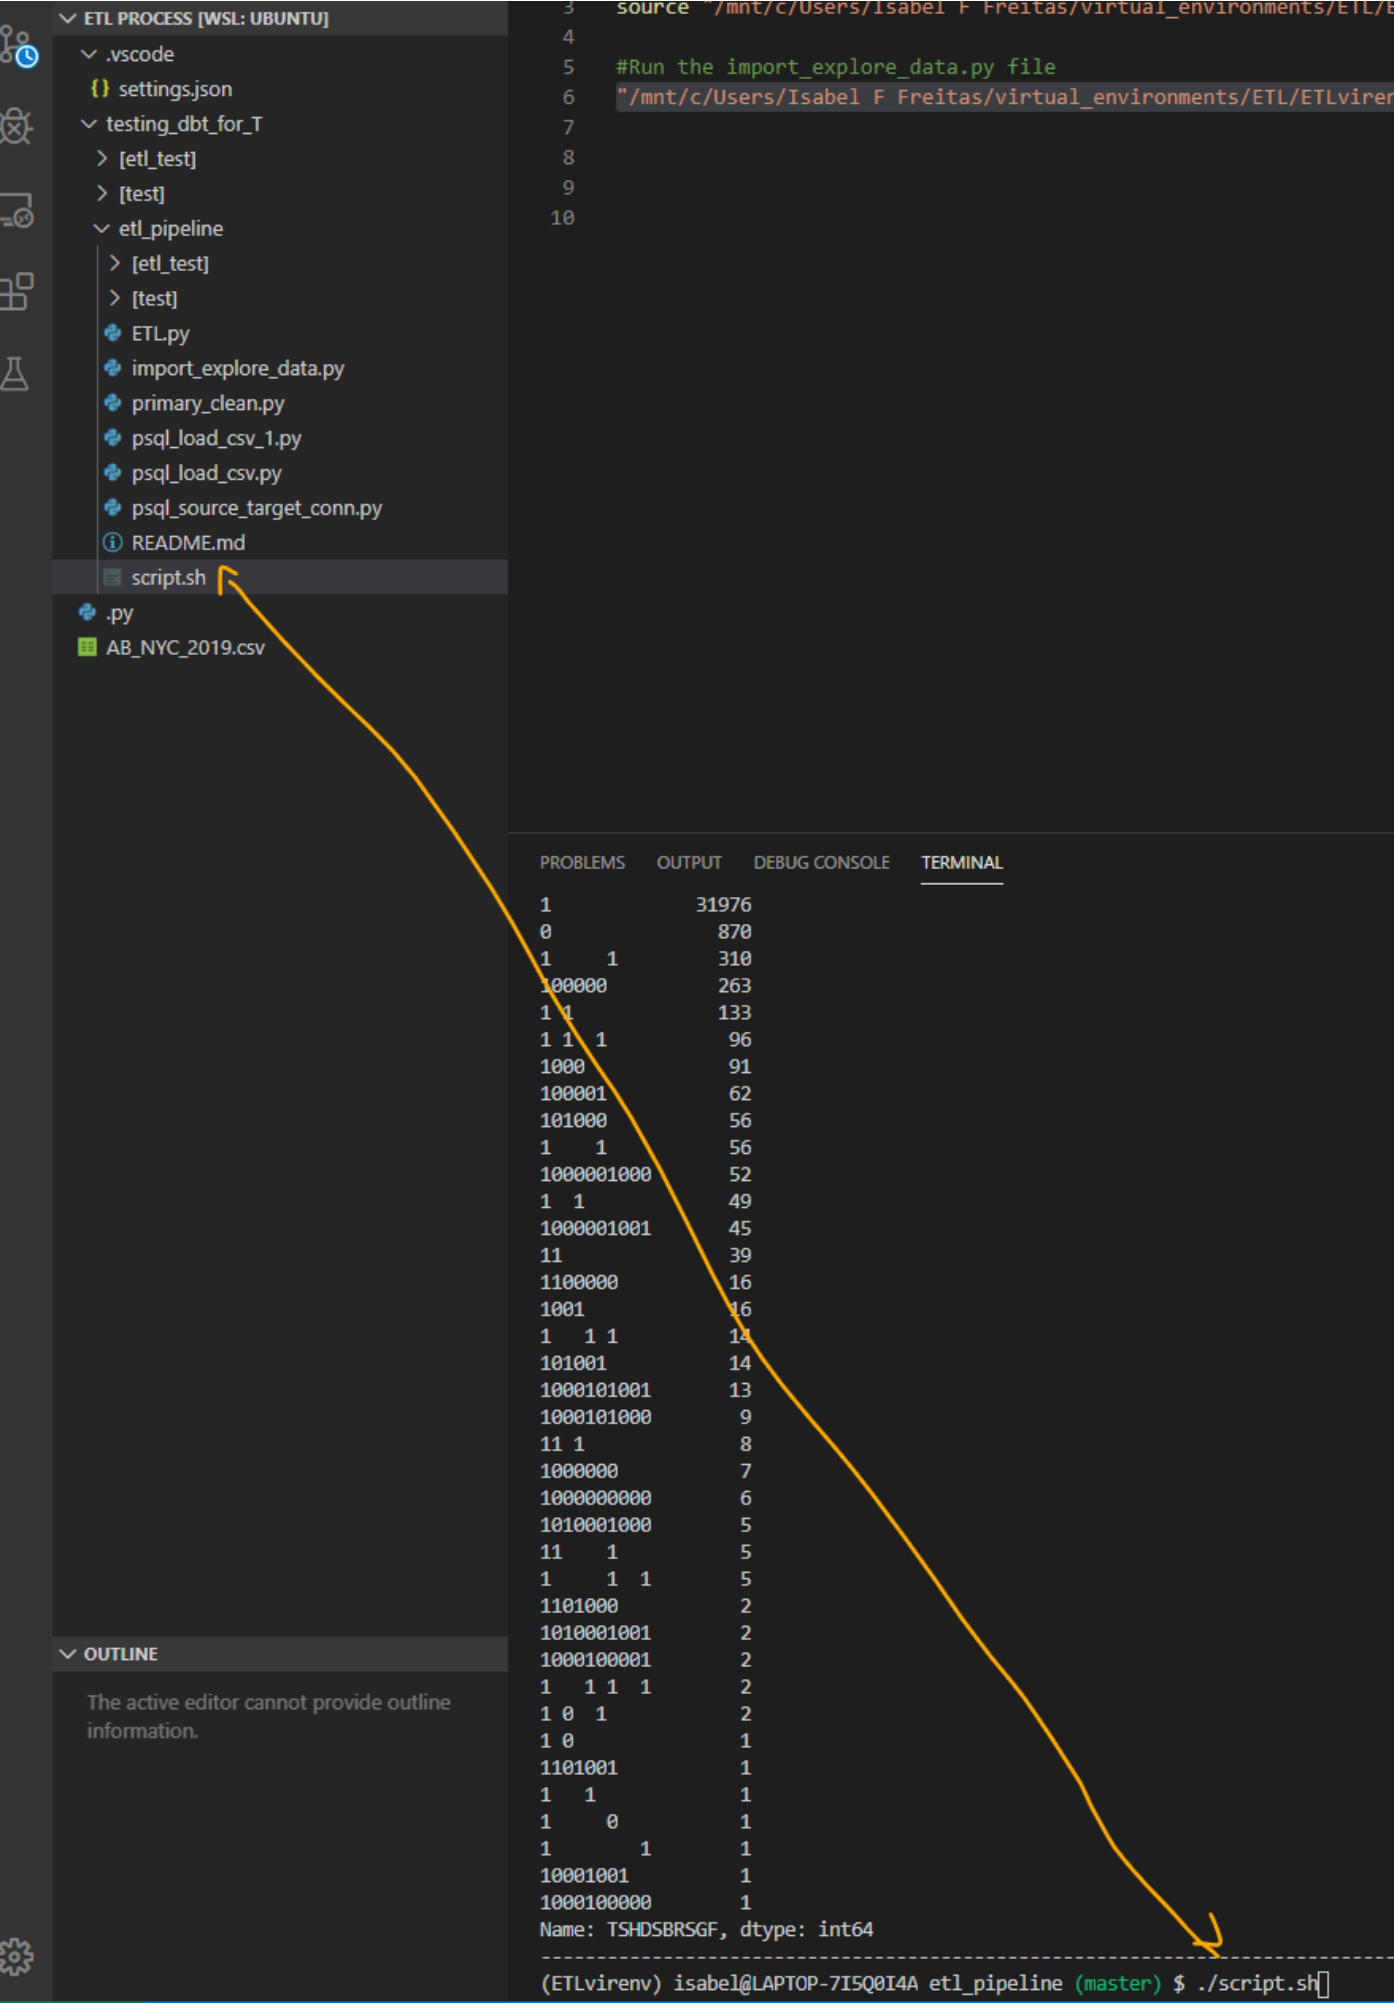 ETL PROCESS [WSL: UBUNTU]
.vscode
{} settings.json
testing_dbt_for_T
[etl_test]
[test]
etl_pipeline
[etl_test]
[test]
ETL.py
import_explore_data.py
primary_clean.py
psql_load_csv_1.py
psql_load_csv.py
psql_source_target_conn.py
README.md
script.sh
.py
AB_NYC_2019.csv
OUTLINE
The active editor cannot provide outline
information.
3 source "/mnt/c/Users/Isabel F Freitas/virtual_environments/ETL/
4
5 #Run the import_explore_data.py file
6 "/mnt/c/Users/Isabel F Freitas/virtual_environments/ETL/ETLviren
7
8
9
10
PROBLEMS OUTPUT DEBUG CONSOLE TERMINAL
1 31976
0 870
1     1 310
100000 263
1 1 133
1 1  1 96
1000 91
100001 62
101000 56
1    1 56
1000001000 52
1  1 49
1000001001 45
11 39
1100000 16
1001 16
1   1 1 14
101001 14
1000101001 13
1000101000 9
11 1 8
1000000 7
1000000000 6
1010001000 5
11    1 5
1     1  1 5
1101000 2
1010001001 2
1000100001 2
1   1 1  1 2
1 0  1 2
1 0 1
1101001 1
1   1 1
1     0 1
1        1 1
10001001 1
1000100000 1
Name: TSHDSBRSGF, dtype: int64
--------------------------------------------------------------------------------
(ETLvirenv) isabel@LAPTOP-7I5Q0I4A etl_pipeline (master) $ ./script.sh